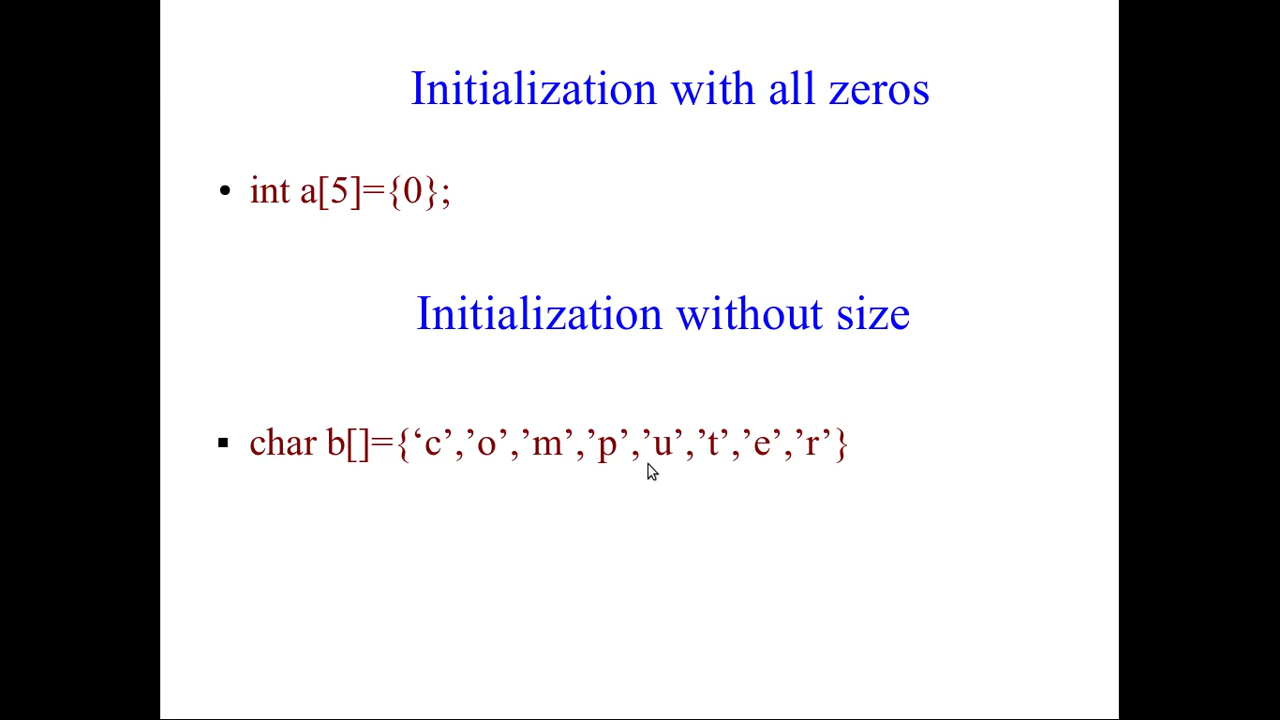 Initialization with all zeros
• int a[5]={0};
Initialization without size
▪ char b[]={‘c’,’o’,’m’,’p’,’u’,’t’,’e’,’r’}